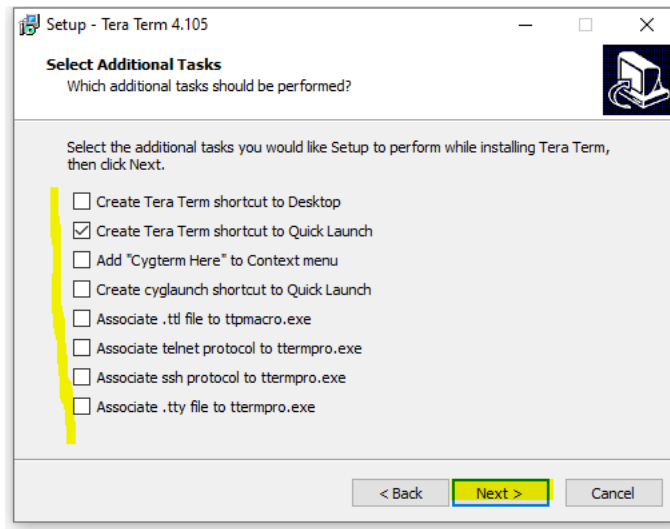 Setup - Tera Term 4.105
Select Additional Tasks
Which additional tasks should be performed?
Select the additional tasks you would like Setup to perform while installing Tera Term,
then click Next.
Create Tera Term shortcut to Desktop
Create Tera Term shortcut to Quick Launch
Add "Cygterm Here" to Context menu
Create cyglaunch shortcut to Quick Launch
Associate .ttl file to ttpmacro.exe
Associate telnet protocol to ttermpro.exe
Associate ssh protocol to ttermpro.exe
Associate .tty file to ttermpro.exe
< Back Next > Cancel